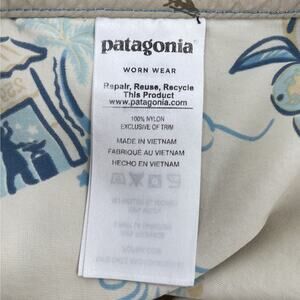 patagonia®
WORN WEAR
Repair, Reuse, Recycle
This Product
www.patagonia.com
100% NYLON
EXCLUSIVE OF TRIM
MADE IN VIETNAM
FABRIQUÉ AU VIETNAM
HECHO EN VIETNAM